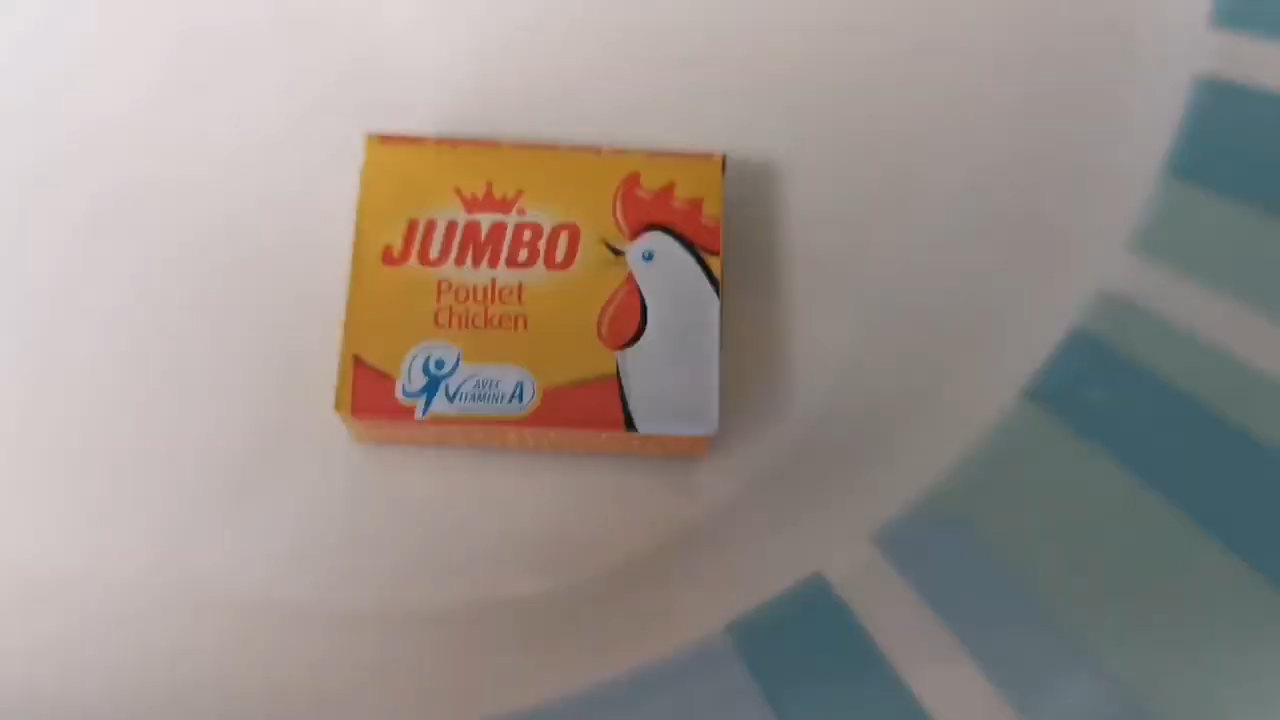 JUMBO
Poulet
Chicken
AVEC
VITAMINE A